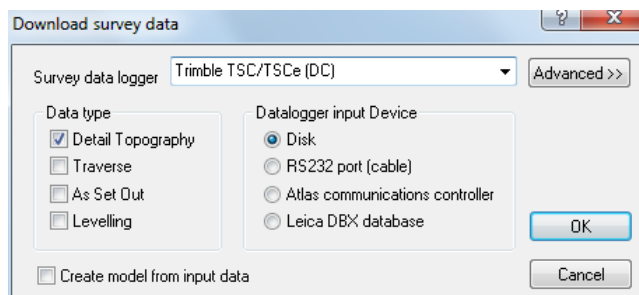 Download survey data
? X
Survey data logger Trimble TSC/TSCe (DC) Advanced >>
Data type Datalogger input Device
Detail Topography Disk
Traverse RS232 port (cable)
As Set Out Atlas communications controller
Levelling Leica DBX database
OK
Create model from input data Cancel